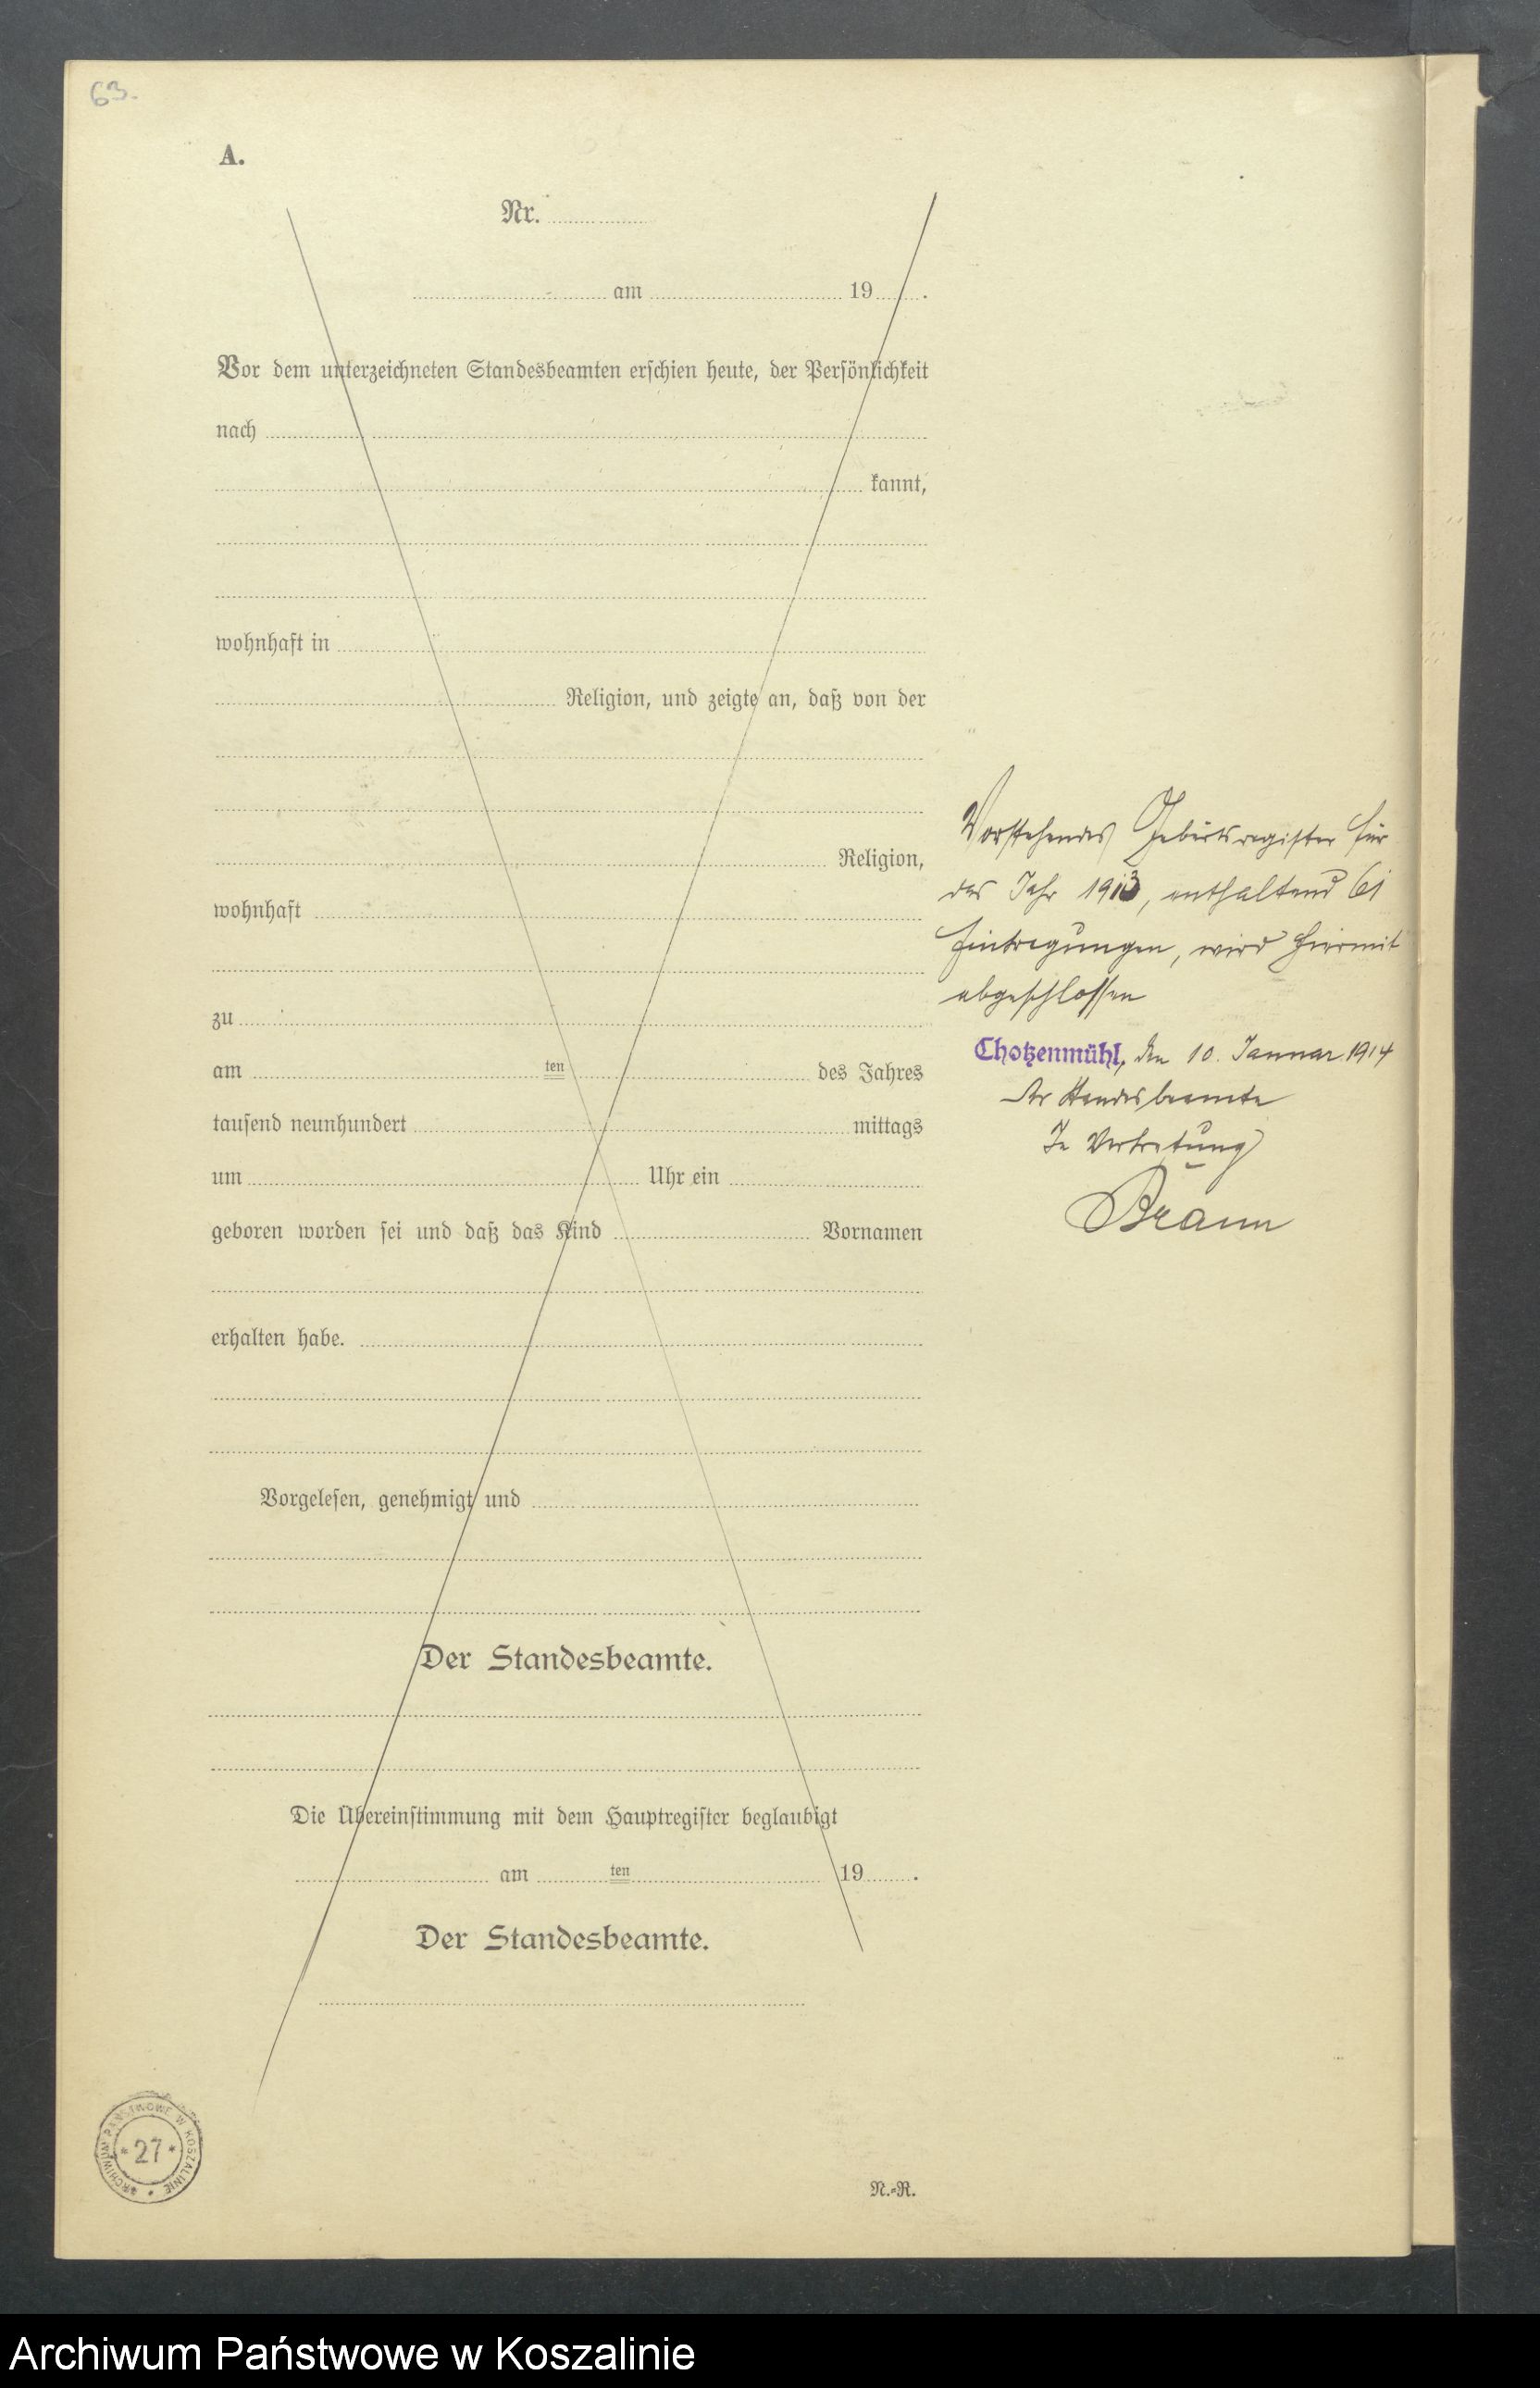 63.
A.
Nr.
am 19 .
Vor dem unterzeichneten Standesbeamten erschien heute, der Persönlichkeit
nach
kannt,
wohnhaft in
Religion, und zeigte an, daß von der
Religion,
wohnhaft
zu
am ten des Jahres
tausend neunhundert mittags
um Uhr ein
geboren worden sei und daß das Kind Vornamen
erhalten habe.
Vorgelesen, genehmigt und
Der Standesbeamte.
Die Übereinstimmung mit dem Hauptregister beglaubigt
am ten 19 .
Der Standesbeamte.
N.-R.
Vorstehendes Geburtsregister für
das Jahr 1913, enthaltend 61
Eintragungen, wird hiermit
abgeschlossen
Chotzenmühl, den 10. Januar 1914
Der Standesbeamte
In Vertretung
Braun
ARCHIWUM PAŃSTWOWE W KOSZALINIE
* 27 *
Archiwum Państwowe w Koszalinie